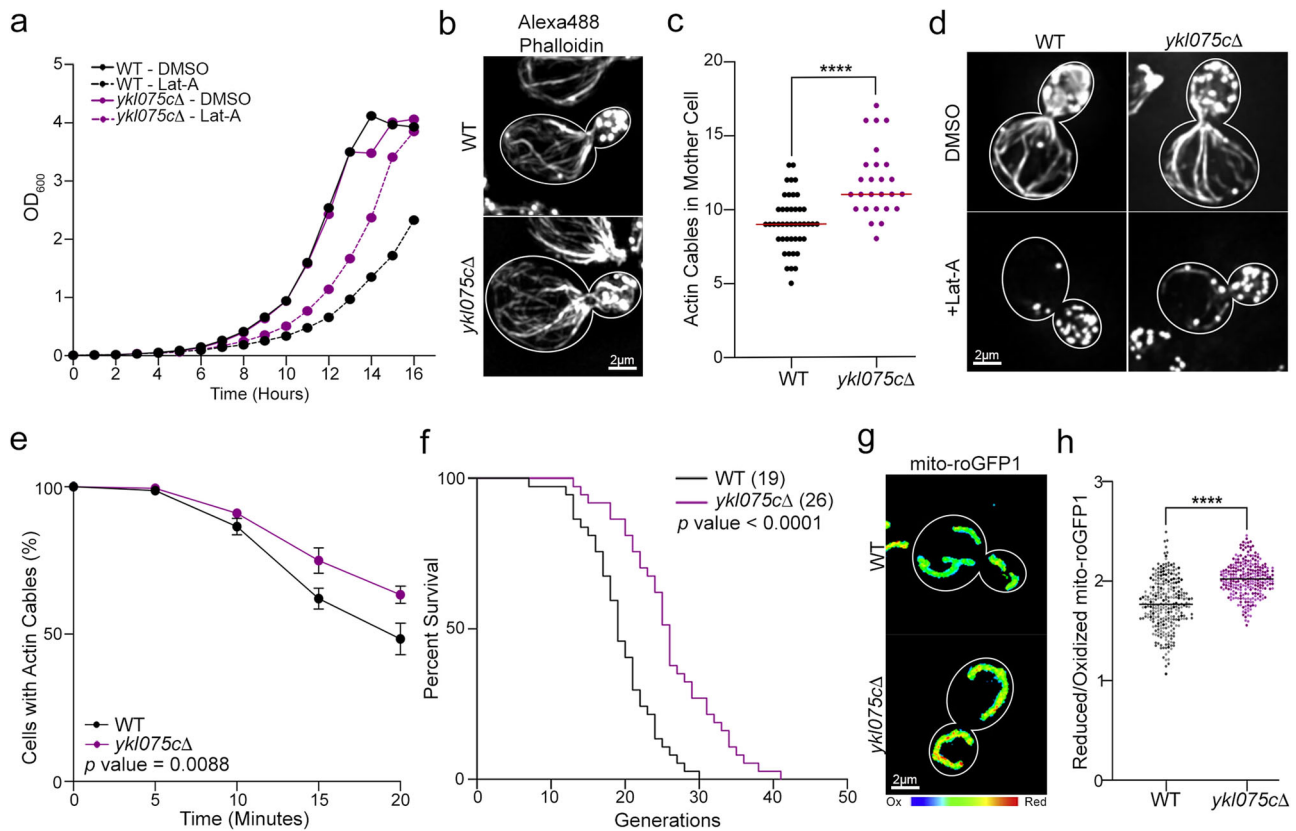 a
5
4
3
2
1
0
OD600
0 2 4 6 8 10 12 14 16
Time (Hours)
WT - DMSO
WT - Lat-A
ykl075cΔ - DMSO
ykl075cΔ - Lat-A
b
Alexa488
Phalloidin
WT
ykl075cΔ
2μm
c
20
15
10
5
0
Actin Cables in Mother Cell
****
WT ykl075cΔ
d
WT ykl075cΔ
DMSO
+Lat-A
2μm
e
100
50
0
Cells with Actin Cables (%)
WT
ykl075cΔ
p value = 0.0088
0 5 10 15 20
Time (Minutes)
f
100
50
0
Percent Survival
WT (19)
ykl075cΔ (26)
p value < 0.0001
0 10 20 30 40 50
Generations
g
mito-roGFP1
WT
ykl075cΔ
2μm
Ox Red
h
3
2
1
0
Reduced/Oxidized mito-roGFP1
****
WT ykl075cΔ